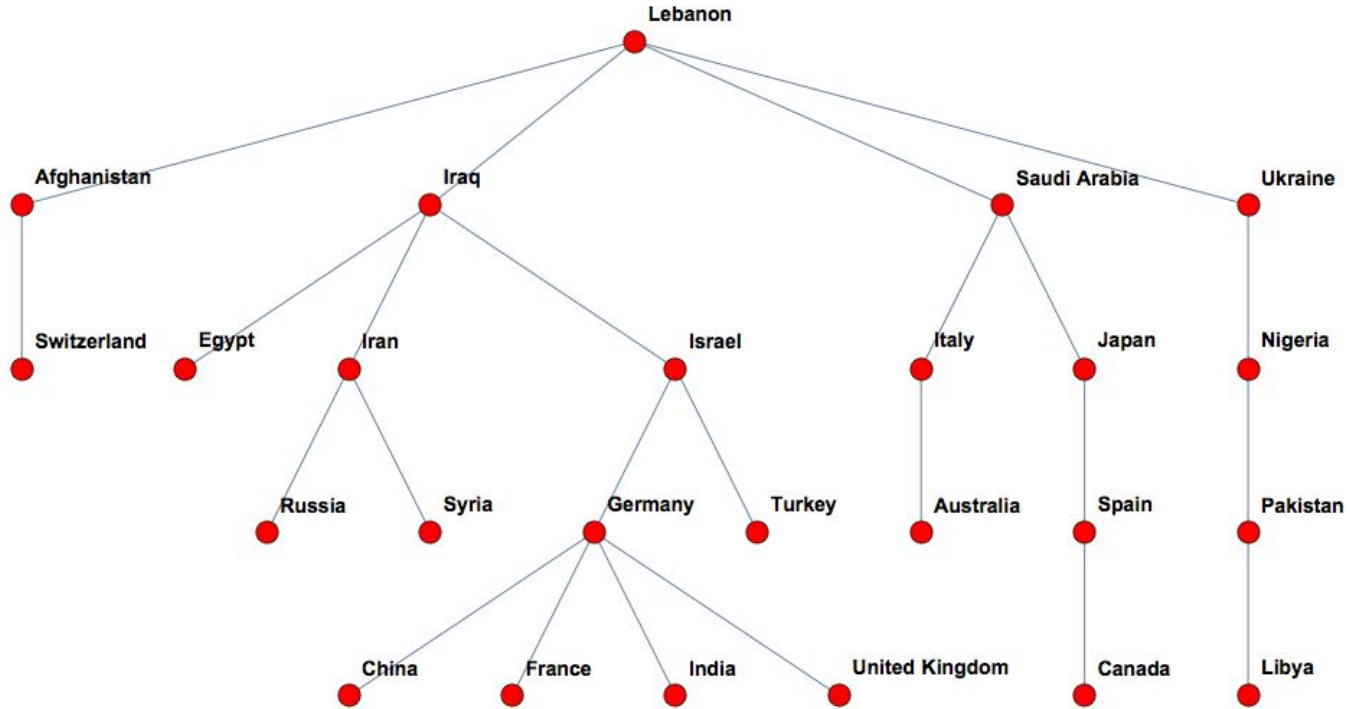 Lebanon
Afghanistan
Iraq
Saudi Arabia
Ukraine
Switzerland
Egypt
Iran
Israel
Italy
Japan
Nigeria
Russia
Syria
Germany
Turkey
Australia
Spain
Pakistan
China
France
India
United Kingdom
Canada
Libya